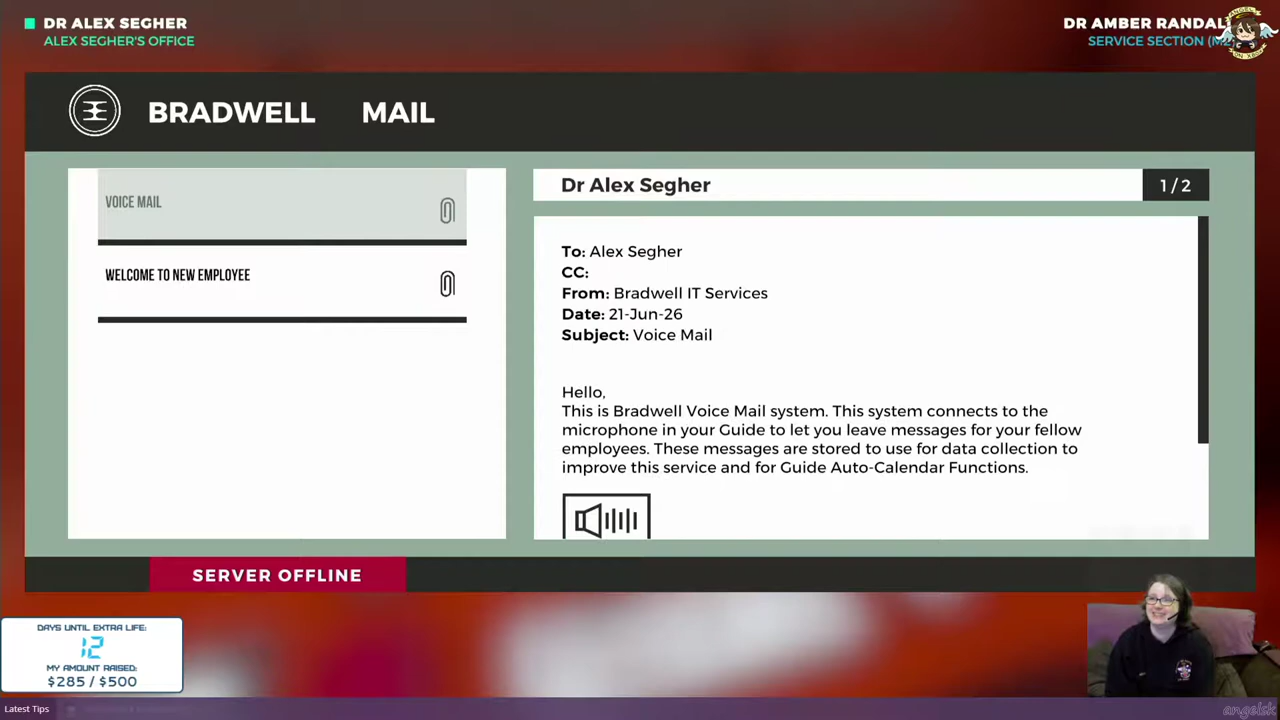 DR ALEX SEGHER
ALEX SEGHER'S OFFICE
DR AMBER RANDAL
SERVICE SECTION (M2
ANGEL
ON XBOX
BRADWELL MAIL
VOICE MAIL
WELCOME TO NEW EMPLOYEE
Dr Alex Segher
1 / 2
To: Alex Segher
CC:
From: Bradwell IT Services
Date: 21-Jun-26
Subject: Voice Mail
Hello,
This is Bradwell Voice Mail system. This system connects to the
microphone in your Guide to let you leave messages for your fellow
employees. These messages are stored to use for data collection to
improve this service and for Guide Auto-Calendar Functions.
SERVER OFFLINE
DAYS UNTIL EXTRA LIFE:
12
MY AMOUNT RAISED:
$285 / $500
Latest Tips
angelsk